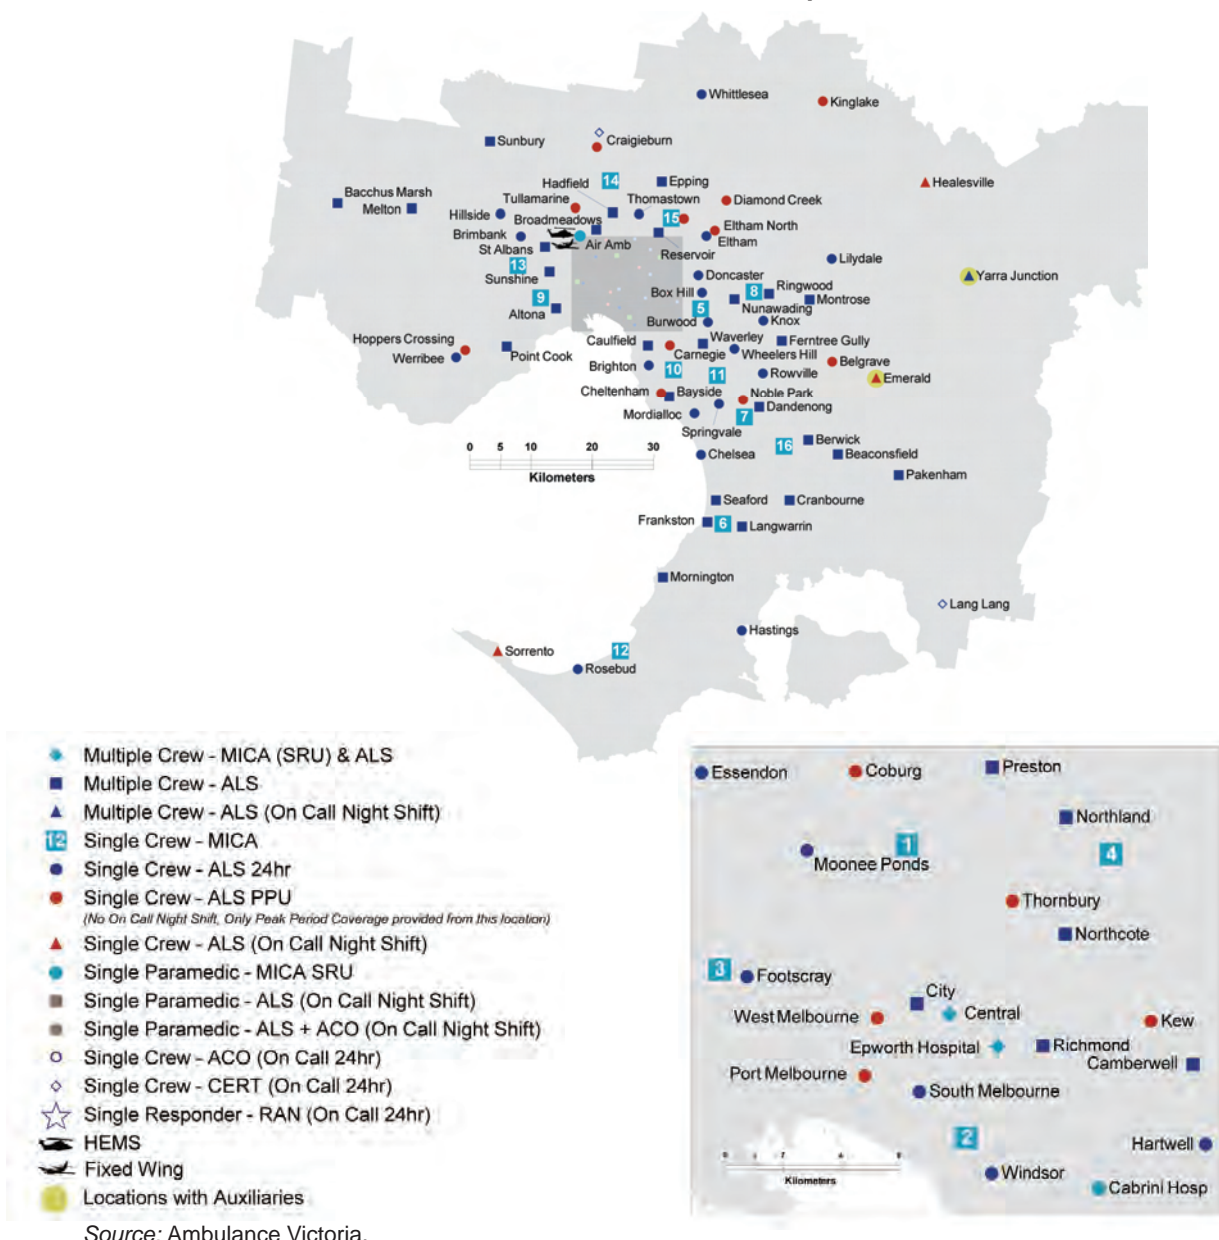 Whittlesea
Kinglake
Craigieburn
Sunbury
Hadfield
14
Epping
Healesville
Bacchus Marsh
Melton
Tullamarine
Thomastown
Diamond Creek
Hillside
Broadmeadows
15
Eltham North
Brimbank
Air Amb
Eltham
St Albans
Reservoir
13
Lilydale
Sunshine
Doncaster
Yarra Junction
9
Box Hill
8
Ringwood
Altona
5
Nunawading
Montrose
Burwood
Knox
Hoppers Crossing
Caulfield
Waverley
Ferntree Gully
Werribee
Point Cook
Carnegie
Wheelers Hill
Belgrave
Brighton
10
11
Rowville
Emerald
Cheltenham
Bayside
Noble Park
Mordialloc
7
Dandenong
Springvale
16
Berwick
0 5 10 20 30
Kilometers
Chelsea
Beaconsfield
Pakenham
Seaford
Cranbourne
Frankston
6
Langwarrin
Mornington
Lang Lang
Hastings
Sorrento
12
Rosebud
Multiple Crew - MICA (SRU) & ALS
Multiple Crew - ALS
Multiple Crew - ALS (On Call Night Shift)
12 Single Crew - MICA
Single Crew - ALS 24hr
Single Crew - ALS PPU
(No On Call Night Shift, Only Peak Period Coverage provided from this location)
Single Crew - ALS (On Call Night Shift)
Single Paramedic - MICA SRU
Single Paramedic - ALS (On Call Night Shift)
Single Paramedic - ALS + ACO (On Call Night Shift)
Single Crew - ACO (On Call 24hr)
Single Crew - CERT (On Call 24hr)
Single Responder - RAN (On Call 24hr)
HEMS
Fixed Wing
Locations with Auxiliaries
Source: Ambulance Victoria.
Essendon
Coburg
Preston
Northland
1
Moonee Ponds
4
Thornbury
Northcote
3
Footscray
City
West Melbourne
Central
Kew
Epworth Hospital
Richmond
Camberwell
Port Melbourne
South Melbourne
2
Hartwell
Kilometers
Windsor
Cabrini Hosp